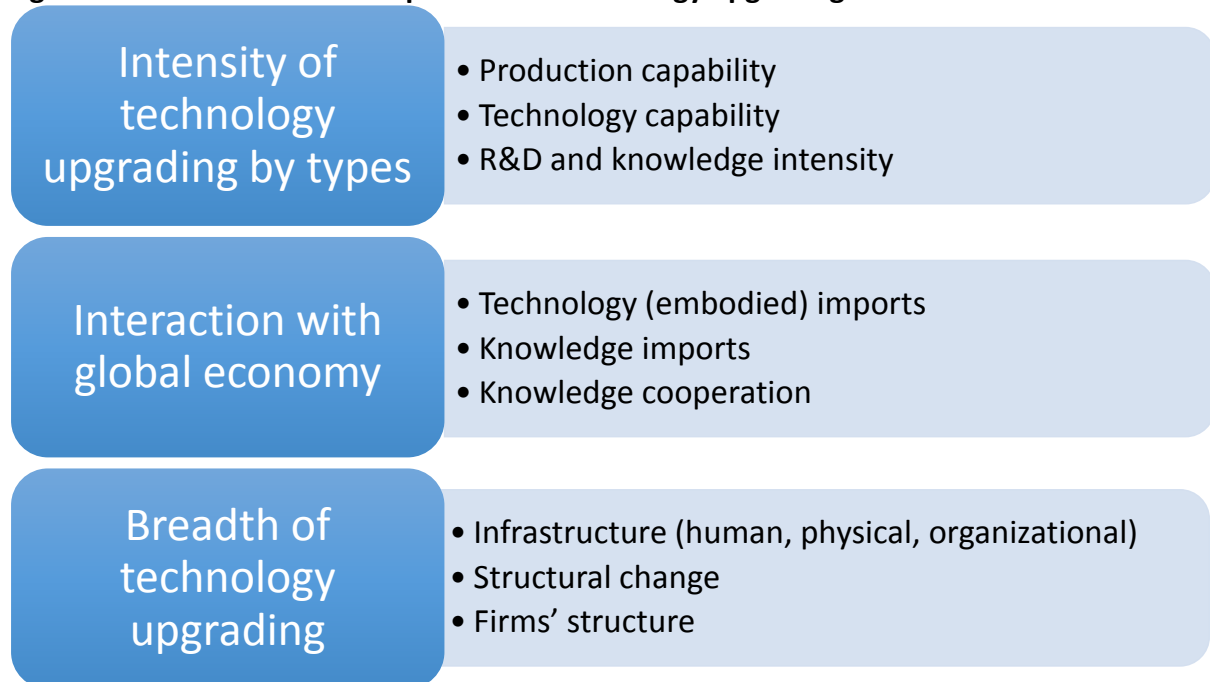 Intensity of
technology
upgrading by types
• Production capability
• Technology capability
• R&D and knowledge intensity
Interaction with
global economy
• Technology (embodied) imports
• Knowledge imports
• Knowledge cooperation
Breadth of
technology
upgrading
• Infrastructure (human, physical, organizational)
• Structural change
• Firms’ structure